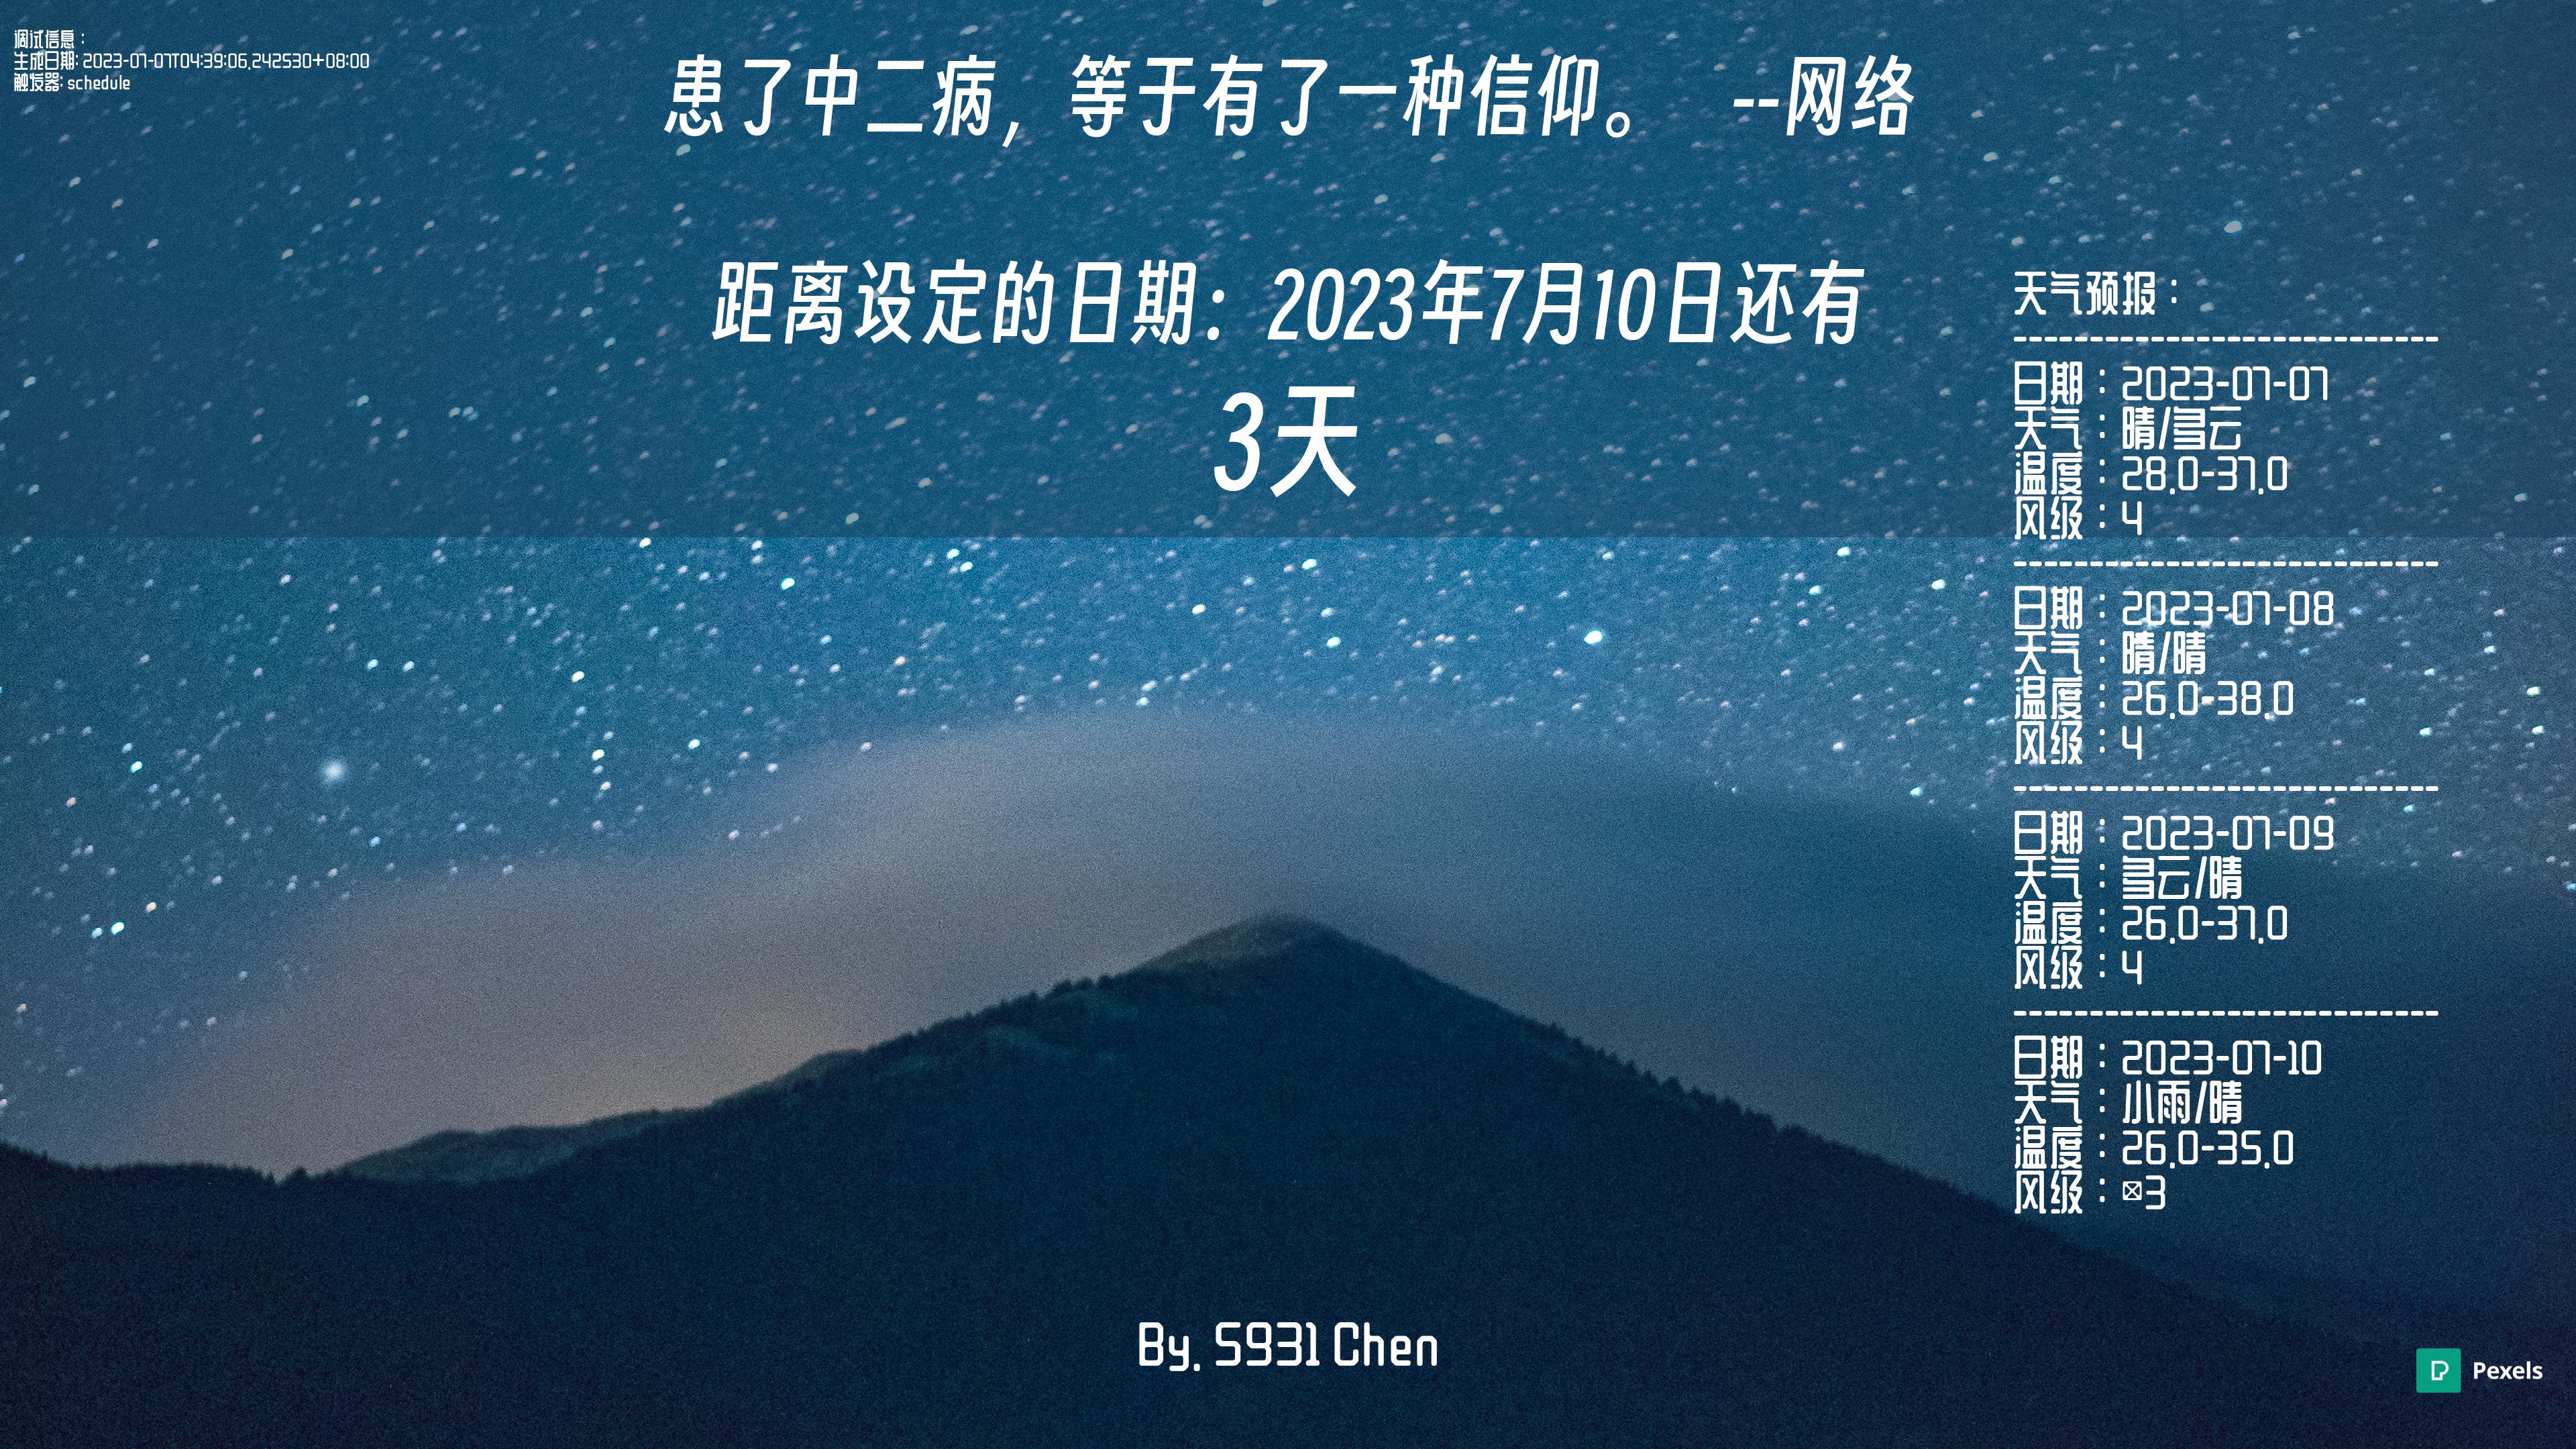 调试信息：
生成日期: 2023-07-07T04:39:06.242530+08:00
触发器: schedule
患了中二病，等于有了一种信仰。 --网络
距离设定的日期：2023年7月10日还有
3天
天气预报：
----------------------------
日期：2023-07-07
天气：晴/多云
温度：28.0-37.0
风级：4
----------------------------
日期：2023-07-08
天气：晴/晴
温度：26.0-38.0
风级：4
----------------------------
日期：2023-07-09
天气：多云/晴
温度：26.0-37.0
风级：4
----------------------------
日期：2023-07-10
天气：小雨/晴
温度：26.0-35.0
风级：☒3
By. S931 Chen
Pexels